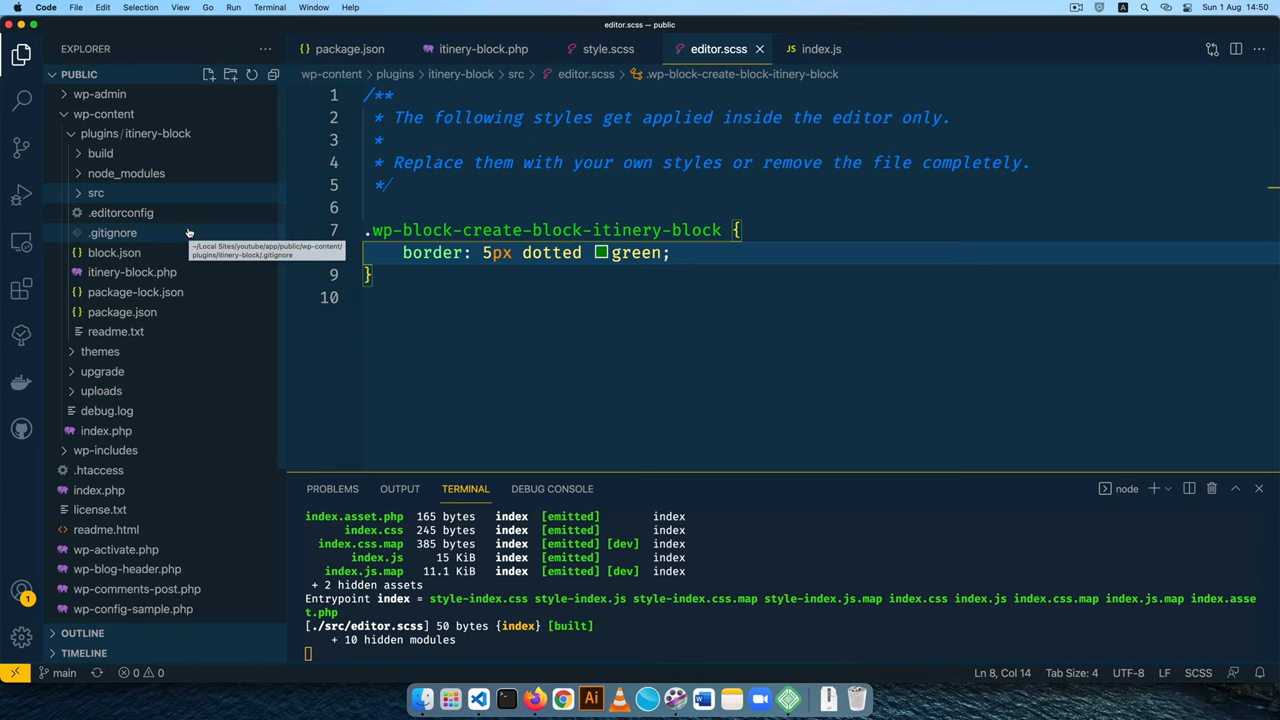 Code File Edit Selection View Go Run Terminal Window Help
A
Sun 1 Aug 14:50
editor.scss — public
EXPLORER
PUBLIC
wp-admin
wp-content
plugins / itinery-block
build
node_modules
src
.editorconfig
.gitignore
~/Local Sites/youtube/app/public/wp-content/
plugins/itinery-block/.gitignore
block.json
itinery-block.php
package-lock.json
package.json
readme.txt
themes
upgrade
uploads
debug.log
index.php
wp-includes
.htaccess
index.php
license.txt
readme.html
wp-activate.php
wp-blog-header.php
wp-comments-post.php
wp-config-sample.php
OUTLINE
TIMELINE
1
package.json itinery-block.php style.scss editor.scss index.js
wp-content > plugins > itinery-block > src > editor.scss > .wp-block-create-block-itinery-block
1 /**
2 * The following styles get applied inside the editor only.
3 *
4 * Replace them with your own styles or remove the file completely.
5 */
6
7 .wp-block-create-block-itinery-block {
border: 5px dotted green;
9 }
10
PROBLEMS OUTPUT TERMINAL DEBUG CONSOLE
node
index.asset.php 165 bytes index [emitted] index
index.css 245 bytes index [emitted] index
index.css.map 385 bytes index [emitted] [dev] index
index.js 15 KiB index [emitted] index
index.js.map 11.1 KiB index [emitted] [dev] index
+ 2 hidden assets
Entrypoint index = style-index.css style-index.js style-index.css.map style-index.js.map index.css index.js index.css.map index.js.map index.asse
t.php
[./src/editor.scss] 50 bytes {index} [built]
+ 10 hidden modules
main 0 0 Ln 8, Col 14 Tab Size: 4 UTF-8 LF SCSS
Ai
W